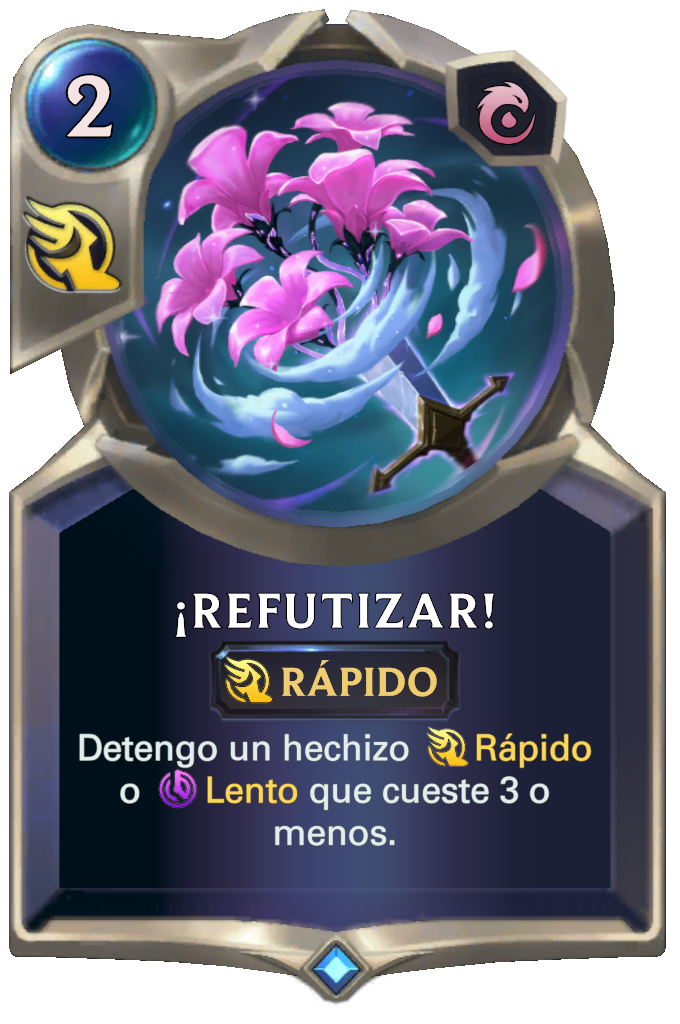 2
¡REFUTIZAR!
RÁPIDO
Detengo un hechizo Rápido
o Lento que cueste 3 o
menos.